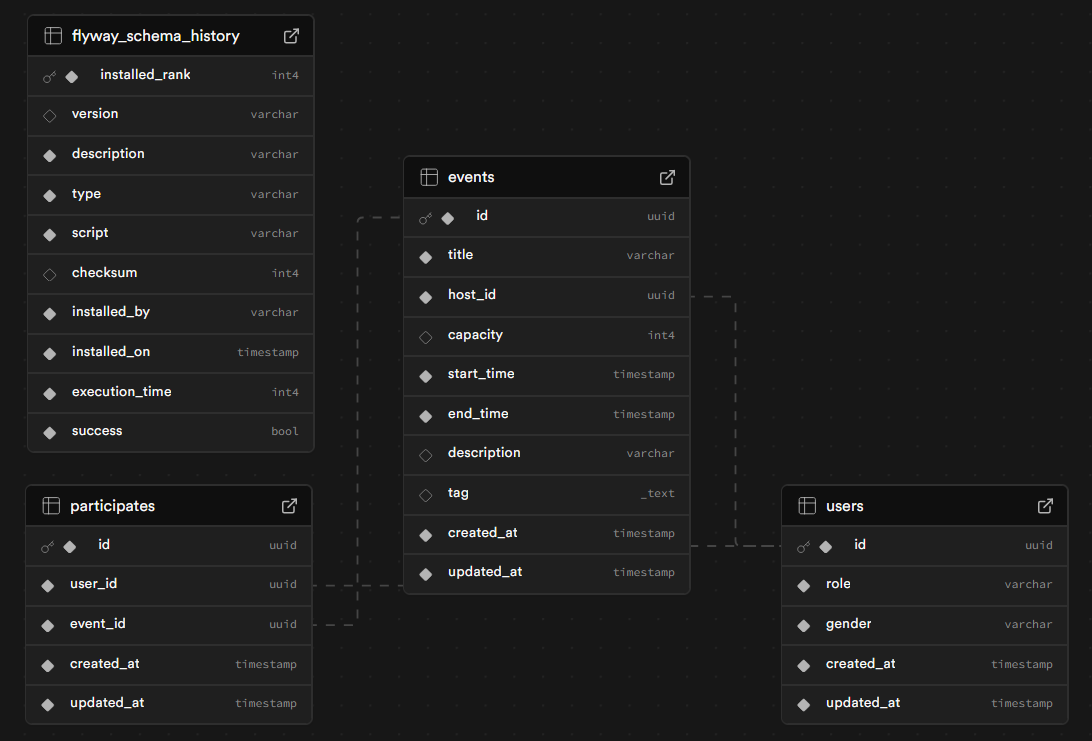 flyway_schema_history
installed_rank int4
version varchar
description varchar
type varchar
script varchar
checksum int4
installed_by varchar
installed_on timestamp
execution_time int4
success bool
events
id uuid
title varchar
host_id uuid
capacity int4
start_time timestamp
end_time timestamp
description varchar
tag _text
created_at timestamp
updated_at timestamp
participates
id uuid
user_id uuid
event_id uuid
created_at timestamp
updated_at timestamp
users
id uuid
role varchar
gender varchar
created_at timestamp
updated_at timestamp